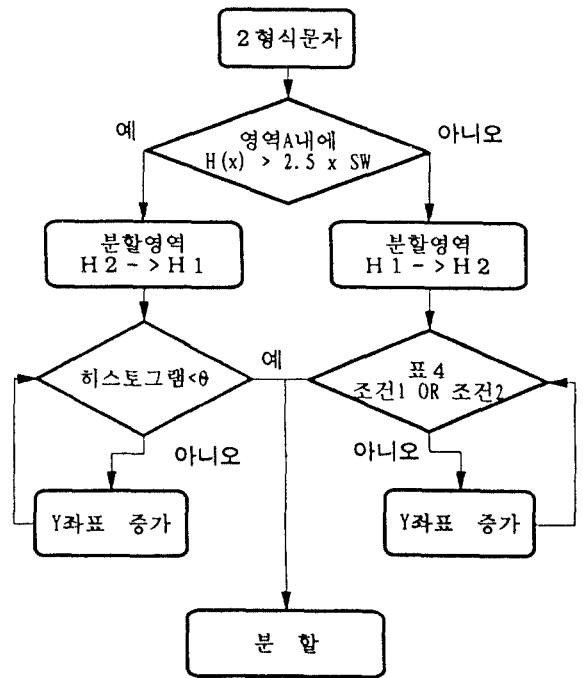 2형식문자
예
아니오
영역A내에
H(x) > 2.5 x SW
분할영역
H2->H1
분할영역
H1->H2
히스토그램<θ
예
표4
조건1 OR 조건2
아니오
아니오
Y좌표 증가
Y좌표 증가
분 할